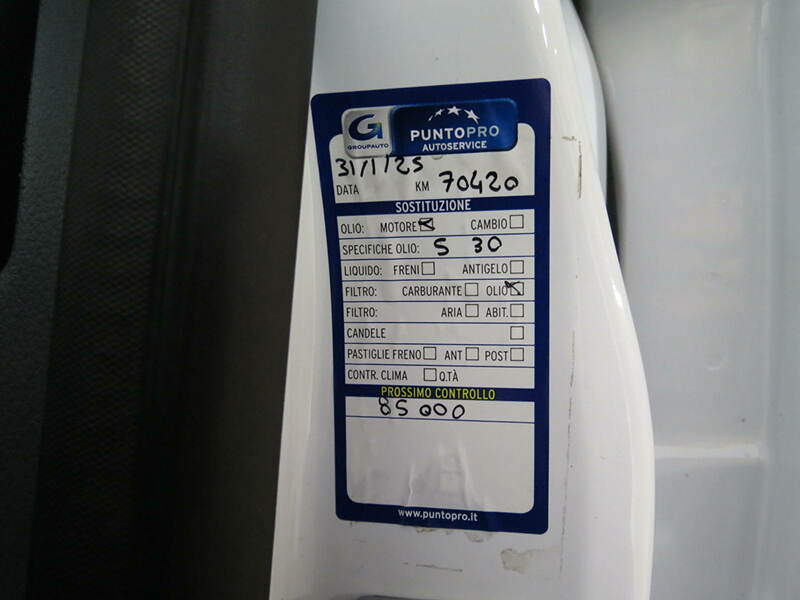 G GROUPAUTO PUNTOPRO
AUTOSERVICE
31/1/25
DATA KM 70420
SOSTITUZIONE
OLIO: MOTORE CAMBIO
SPECIFICHE OLIO: 5 30
LIQUIDO: FRENI ANTIGELO
FILTRO: CARBURANTE OLIO
FILTRO: ARIA ABIT.
CANDELE
PASTIGLIE FRENO ANT POST
CONTR. CLIMA Q.TÀ
PROSSIMO CONTROLLO
85000
www.puntopro.it